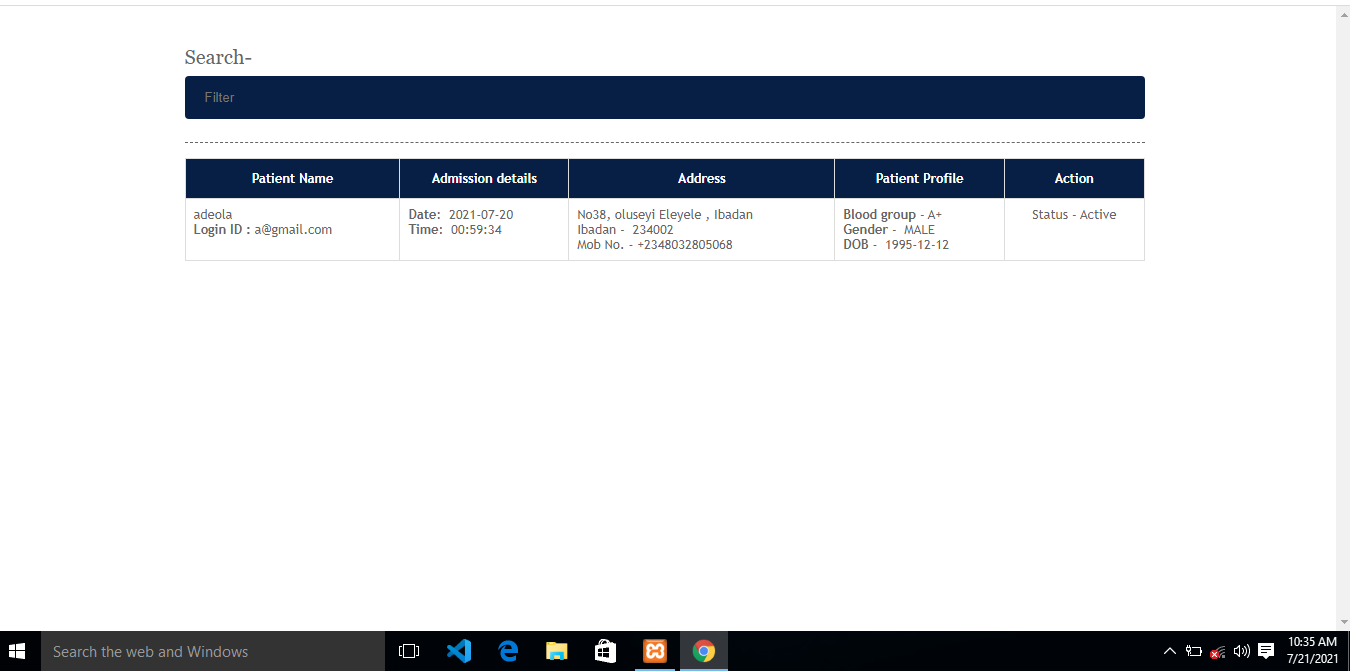 Search-
Filter
Patient Name
Admission details
Address
Patient Profile
Action
adeola
Login ID : a@gmail.com
Date: 2021-07-20
Time: 00:59:34
No38, oluseyi Eleyele , Ibadan
Ibadan - 234002
Mob No. - +2348032805068
Blood group - A+
Gender - MALE
DOB - 1995-12-12
Status - Active
Search the web and Windows
10:35 AM
7/21/2021